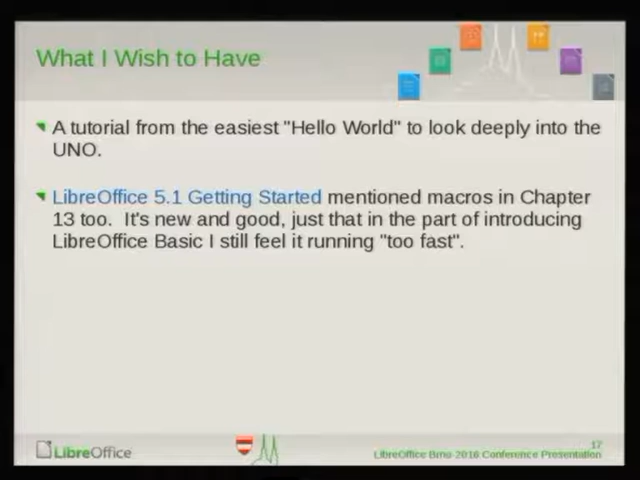 What I Wish to Have
A tutorial from the easiest "Hello World" to look deeply into the
UNO.
LibreOffice 5.1 Getting Started mentioned macros in Chapter
13 too. It's new and good, just that in the part of introducing
LibreOffice Basic I still feel it running "too fast".
LibreOffice
17
LibreOffice Brno 2016 Conference Presentation